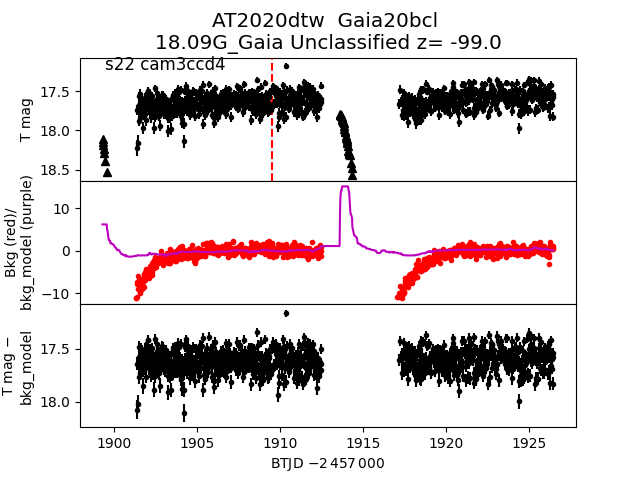 AT2020dtw  Gaia20bcl
18.09G_Gaia Unclassified z= -99.0
s22 cam3ccd4
T mag
17.5
18.0
18.5
Bkg (red)/
bkg_model (purple)
10
0
−10
T mag −
bkg_model
17.5
18.0
1900 1905 1910 1915 1920 1925
BTJD −2 457 000